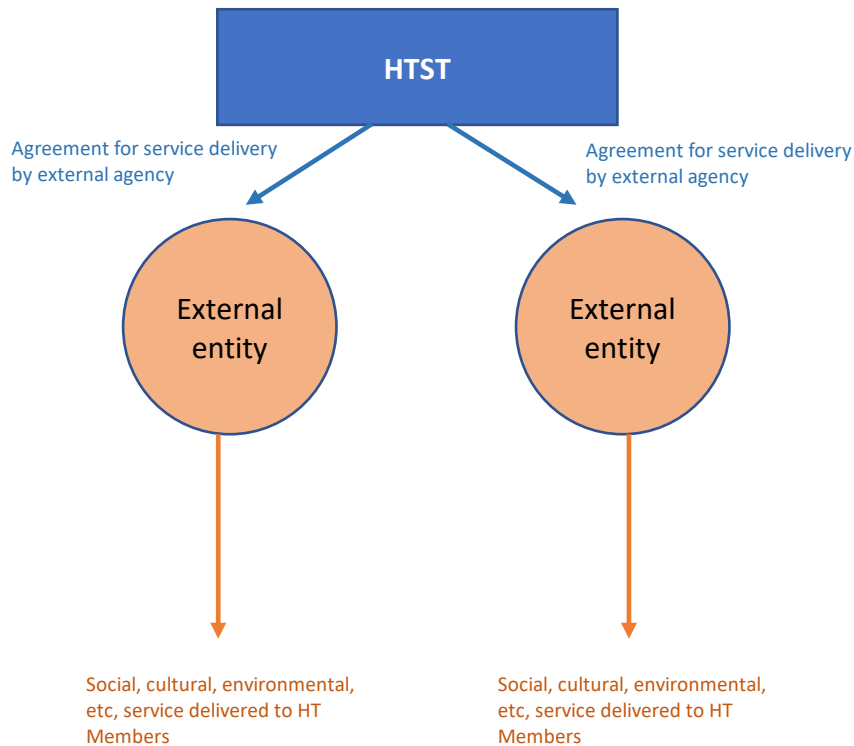 HTST
Agreement for service delivery
by external agency
Agreement for service delivery
by external agency
External
entity
External
entity
Social, cultural, environmental,
etc, service delivered to HT
Members
Social, cultural, environmental,
etc, service delivered to HT
Members